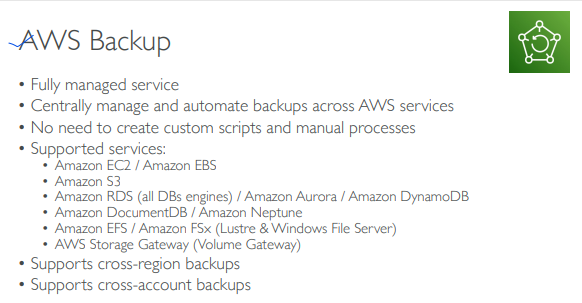 AWS Backup
• Fully managed service
• Centrally manage and automate backups across AWS services
• No need to create custom scripts and manual processes
• Supported services:
• Amazon EC2 / Amazon EBS
• Amazon S3
• Amazon RDS (all DBs engines) / Amazon Aurora / Amazon DynamoDB
• Amazon DocumentDB / Amazon Neptune
• Amazon EFS / Amazon FSx (Lustre & Windows File Server)
• AWS Storage Gateway (Volume Gateway)
• Supports cross-region backups
• Supports cross-account backups